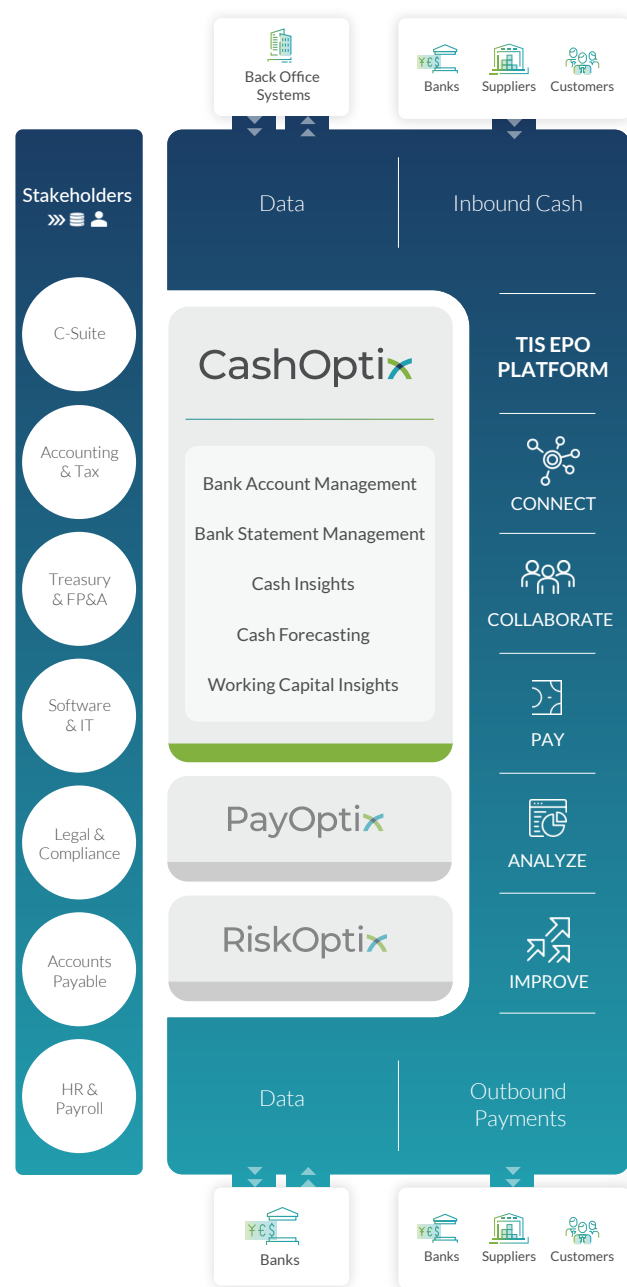 Back Office
Systems
Banks
Suppliers
Customers
Stakeholders
C-Suite
Accounting
& Tax
Treasury
& FP&A
Software
& IT
Legal &
Compliance
Accounts
Payable
HR &
Payroll
Data
Inbound Cash
CashOptix
Bank Account Management
Bank Statement Management
Cash Insights
Cash Forecasting
Working Capital Insights
PayOptix
RiskOptix
TIS EPO
PLATFORM
CONNECT
COLLABORATE
PAY
ANALYZE
IMPROVE
Data
Outbound
Payments
Banks
Banks
Suppliers
Customers